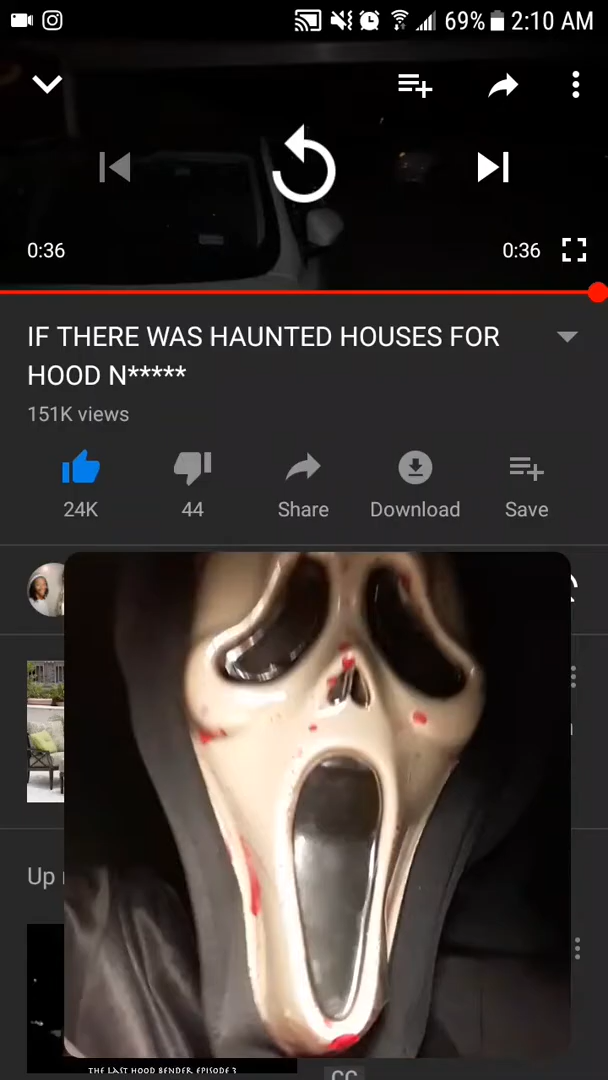 69% 2:10 AM
0:36 0:36
IF THERE WAS HAUNTED HOUSES FOR
HOOD N*****
151K views
24K 44 Share Download Save
Up
THE LAST HOOD BENDER EPISODE 3
CC